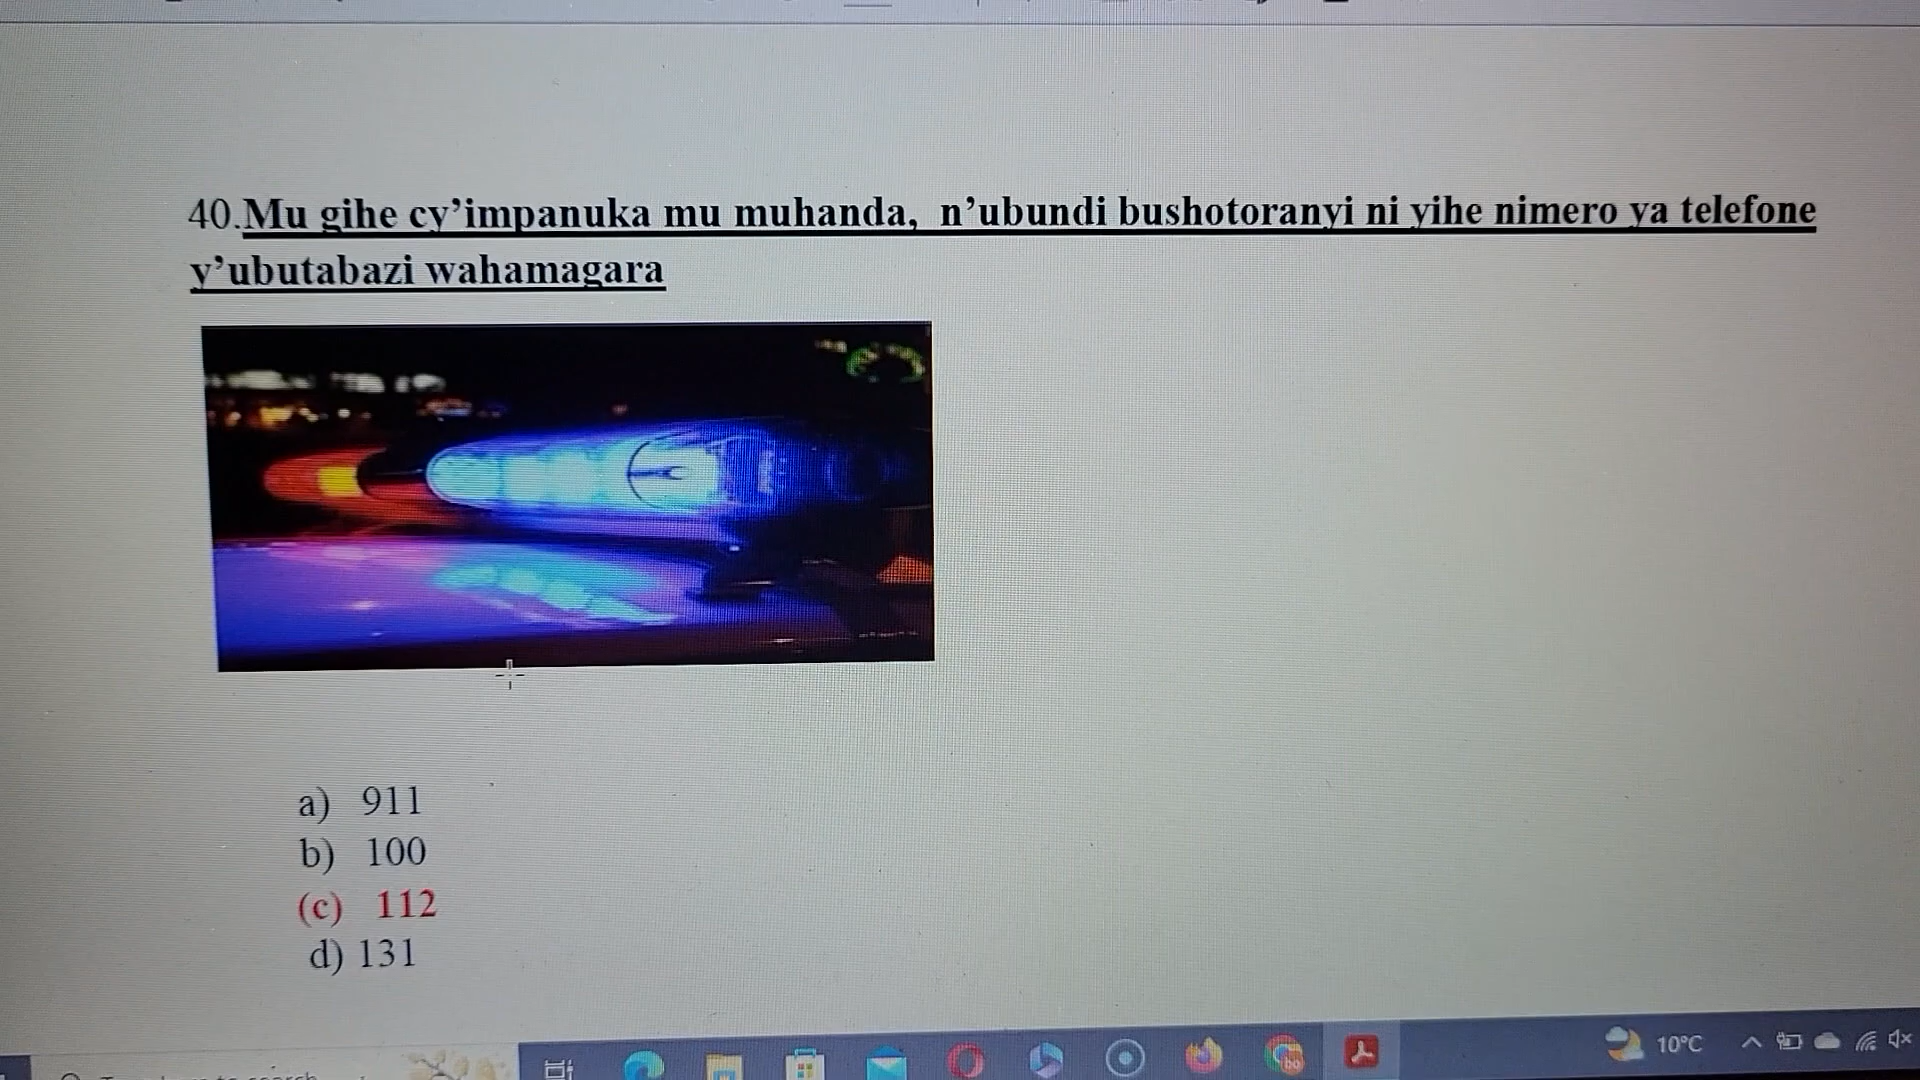 40.Mu gihe cy’impanuka mu muhanda, n’ubundi bushotoranyi ni yihe nimero ya telefone
y’ubutabazi wahamagara
a) 911
b) 100
(c) 112
d) 131
10°C